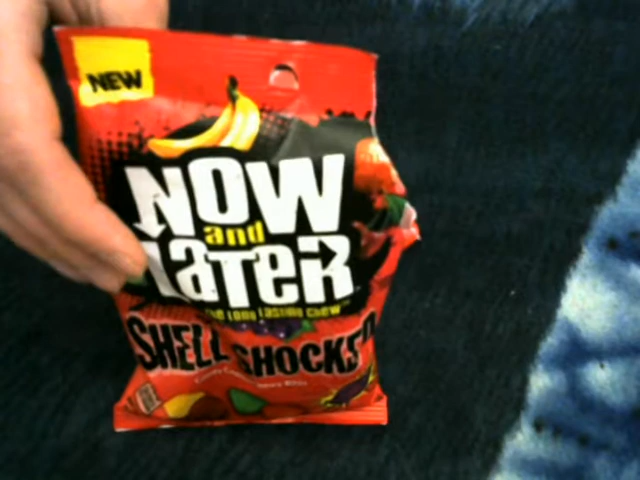 NEW
NOW
and
LATER
THE LONG LASTING CHEW
SHELL SHOCKED